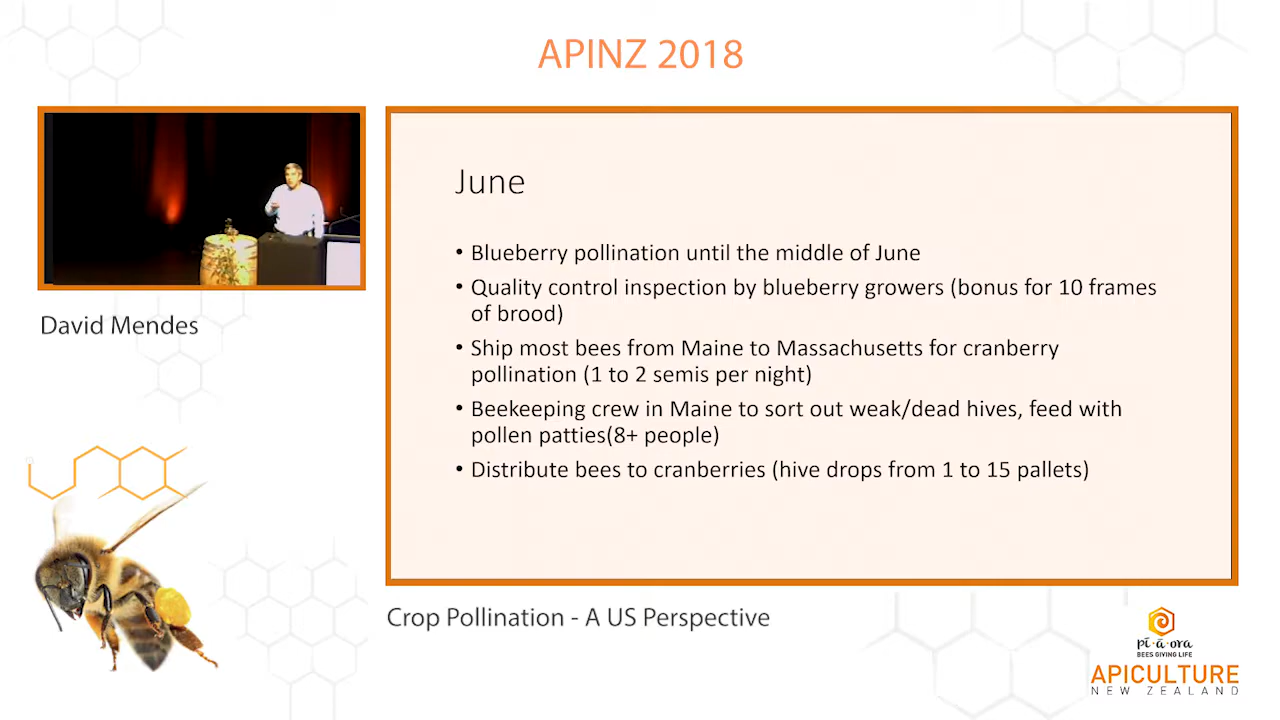 APINZ 2018
David Mendes
June
• Blueberry pollination until the middle of June
• Quality control inspection by blueberry growers (bonus for 10 frames
of brood)
• Ship most bees from Maine to Massachusetts for cranberry
pollination (1 to 2 semis per night)
• Beekeeping crew in Maine to sort out weak/dead hives, feed with
pollen patties(8+ people)
• Distribute bees to cranberries (hive drops from 1 to 15 pallets)
Crop Pollination - A US Perspective
pī-ā-ora
BEES GIVING LIFE
APICULTURE
NEW ZEALAND